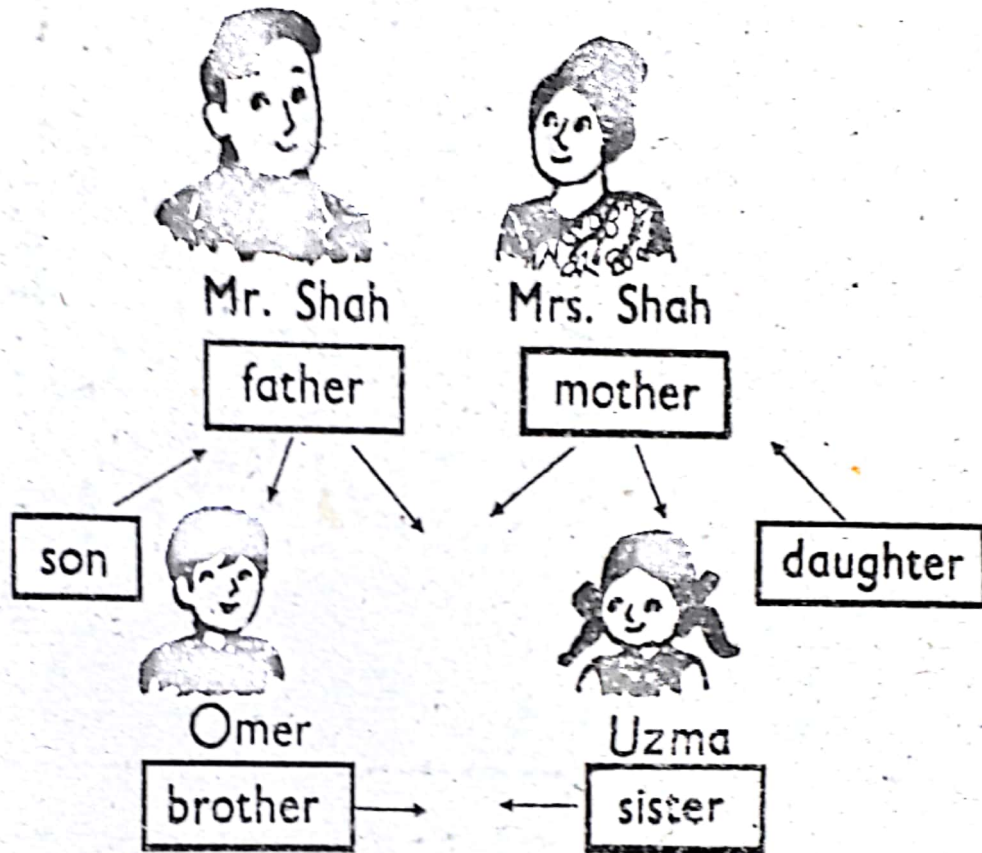 Mr. Shah
Mrs. Shah
father
mother
son
daughter
Omer
Uzma
brother
sister